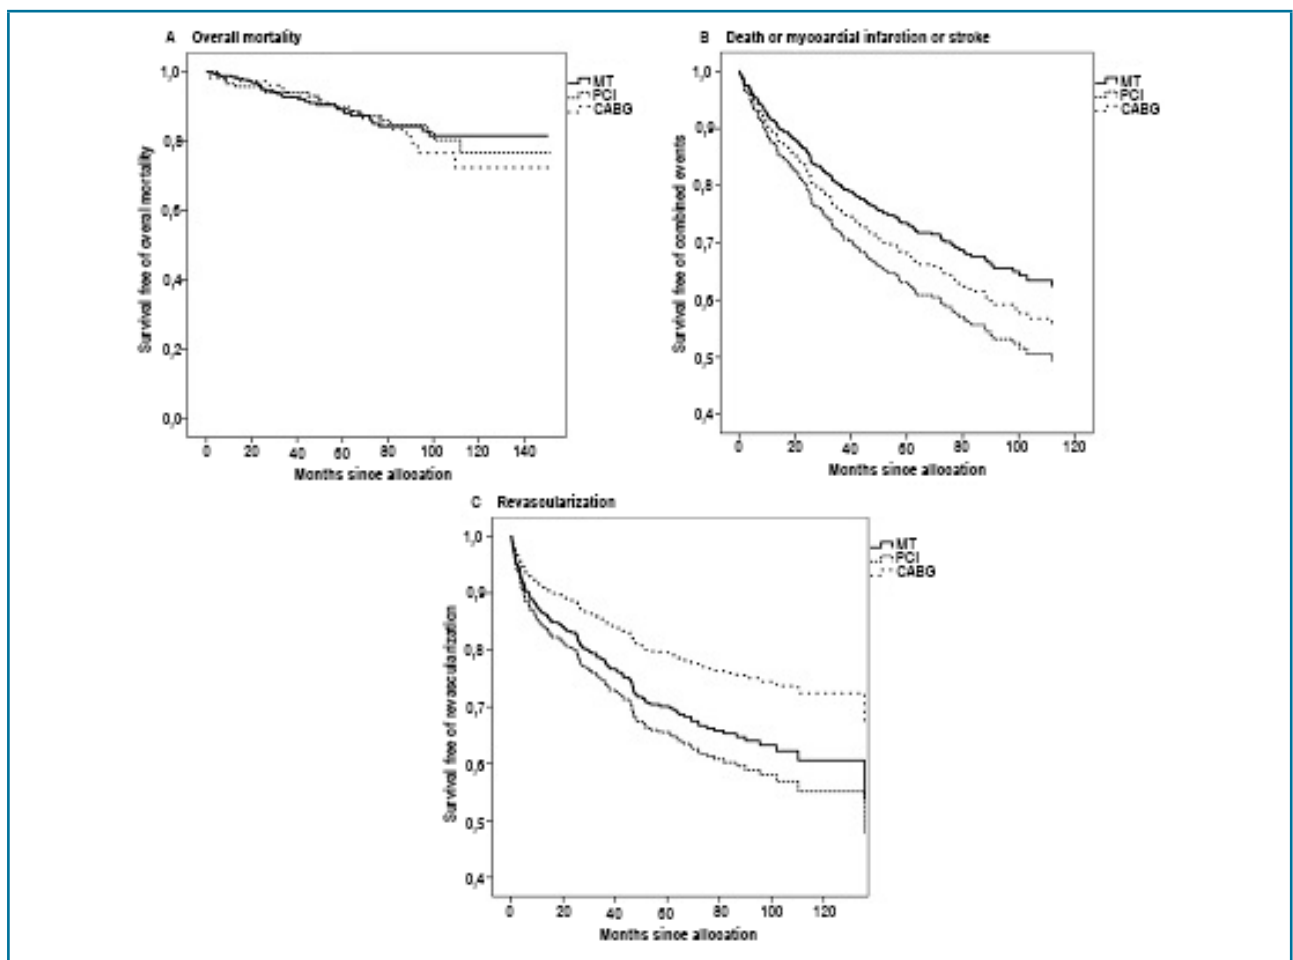 A Overall mortality
1,0
0,8
0,6
0,4
0,2
0,0
Survival free of overall mortality
0 20 40 60 80 100 120 140
Months since allocation
MT
PCI
CABG
B Death or myocardial infarction or stroke
1,0
0,9
0,8
0,7
0,6
0,5
0,4
Survival free of combined events
0 20 40 60 80 100 120
Months since allocation
MT
PCI
CABG
C Revascularization
1,0
0,9
0,8
0,7
0,6
0,5
0,4
Survival free of revascularization
0 20 40 60 80 100 120
Months since allocation
MT
PCI
CABG